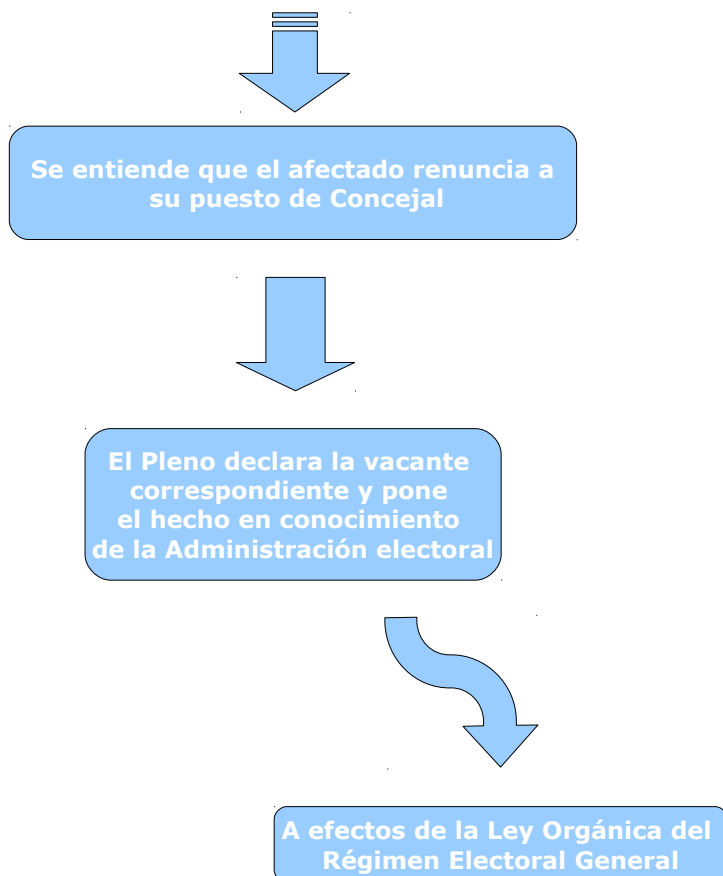 Se entiende que el afectado renuncia a
su puesto de Concejal
El Pleno declara la vacante
correspondiente y pone
el hecho en conocimiento
de la Administración electoral
A efectos de la Ley Orgánica del
Régimen Electoral General